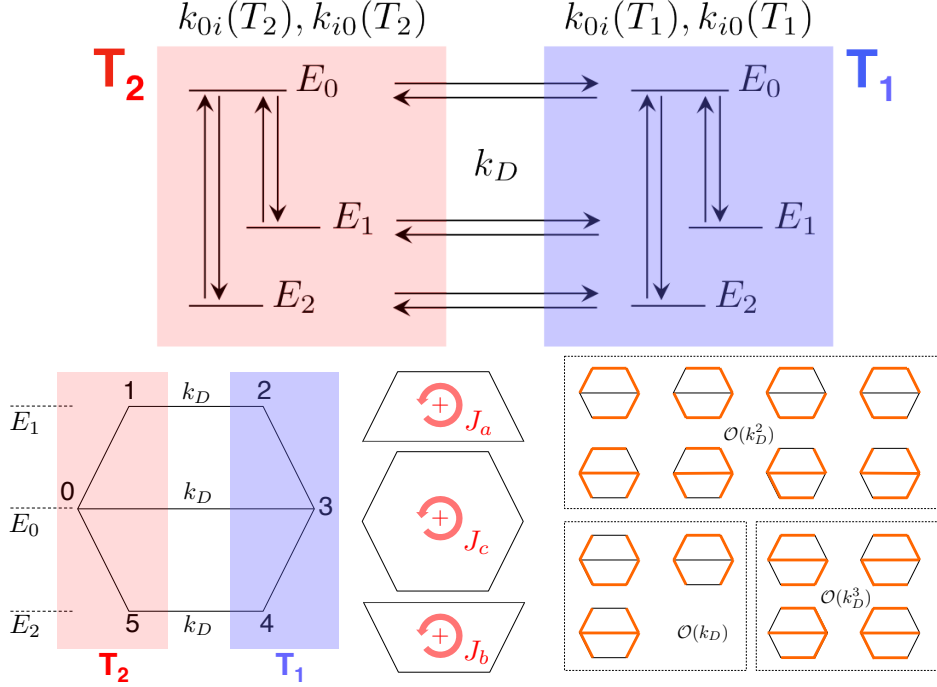 k_{0i}(T_2), k_{i0}(T_2)
k_{0i}(T_1), k_{i0}(T_1)
T_2
E_0
E_0
T_1
k_D
E_1
E_1
E_2
E_2
1
k_D
2
E_1
0
k_D
3
E_0
E_2
5
k_D
4
T_2
T_1
+
J_a
+
J_c
+
J_b
O(k_D^2)
O(k_D)
O(k_D^3)